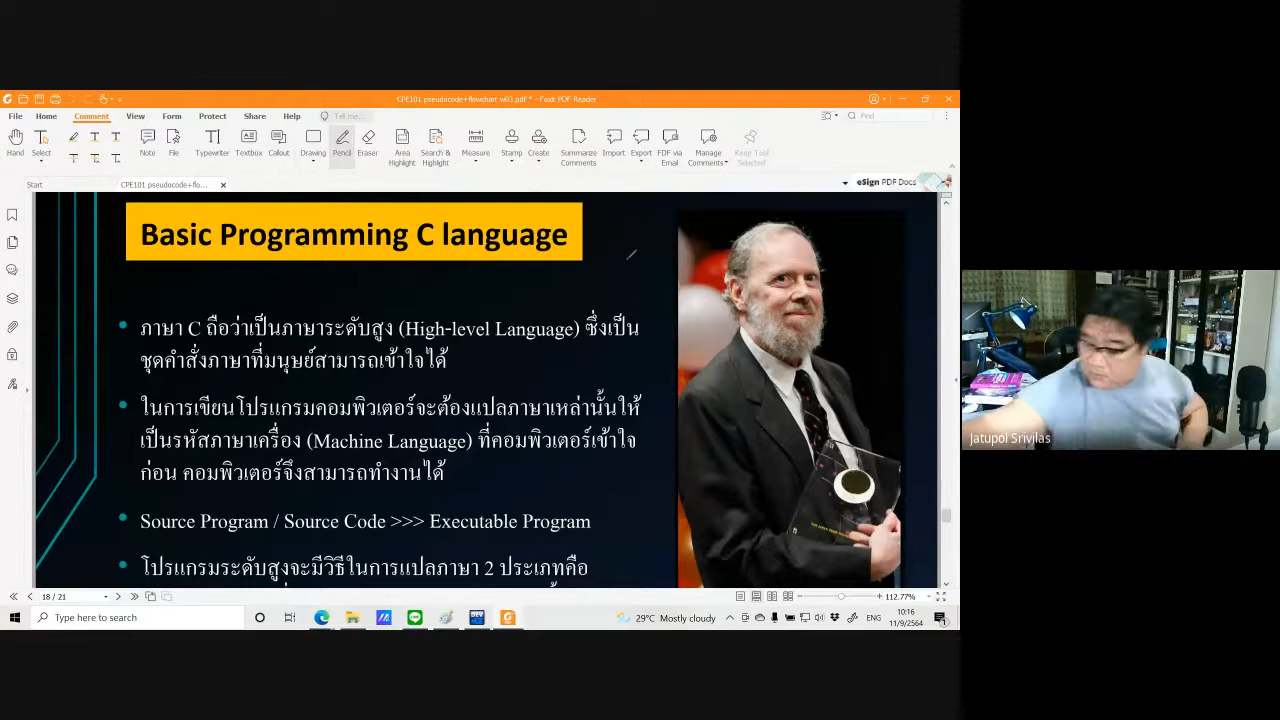 CPE101 pseudocode+flowchart w03.pdf * - Foxit PDF Reader
File Home Comment View Form Protect Share Help Tell me... Find
Hand Select Note File Typewriter Textbox Callout Drawing Pencil Eraser Area Highlight Search & Highlight Measure Stamp Create Summarize Comments Import Export FDF via Email Manage Comments Keep Tool Selected
Start CPE101 pseudocode+flo... eSign PDF Docs
Basic Programming C language
ภาษา C ถือว่าเป็นภาษาระดับสูง (High-level Language) ซึ่งเป็น
ชุดคำสั่งภาษาที่มนุษย์สามารถเข้าใจได้
ในการเขียนโปรแกรมคอมพิวเตอร์จะต้องแปลภาษาเหล่านั้นให้
เป็นรหัสภาษาเครื่อง (Machine Language) ที่คอมพิวเตอร์เข้าใจ
ก่อน คอมพิวเตอร์จึงสามารถทำงานได้
Source Program / Source Code >>> Executable Program
โปรแกรมระดับสูงจะมีวิธีในการแปลภาษา 2 ประเภทคือ
Jatupol Srivilas
18 / 21 112.77%
Type here to search 29°C Mostly cloudy ENG 10:16
11/9/2564